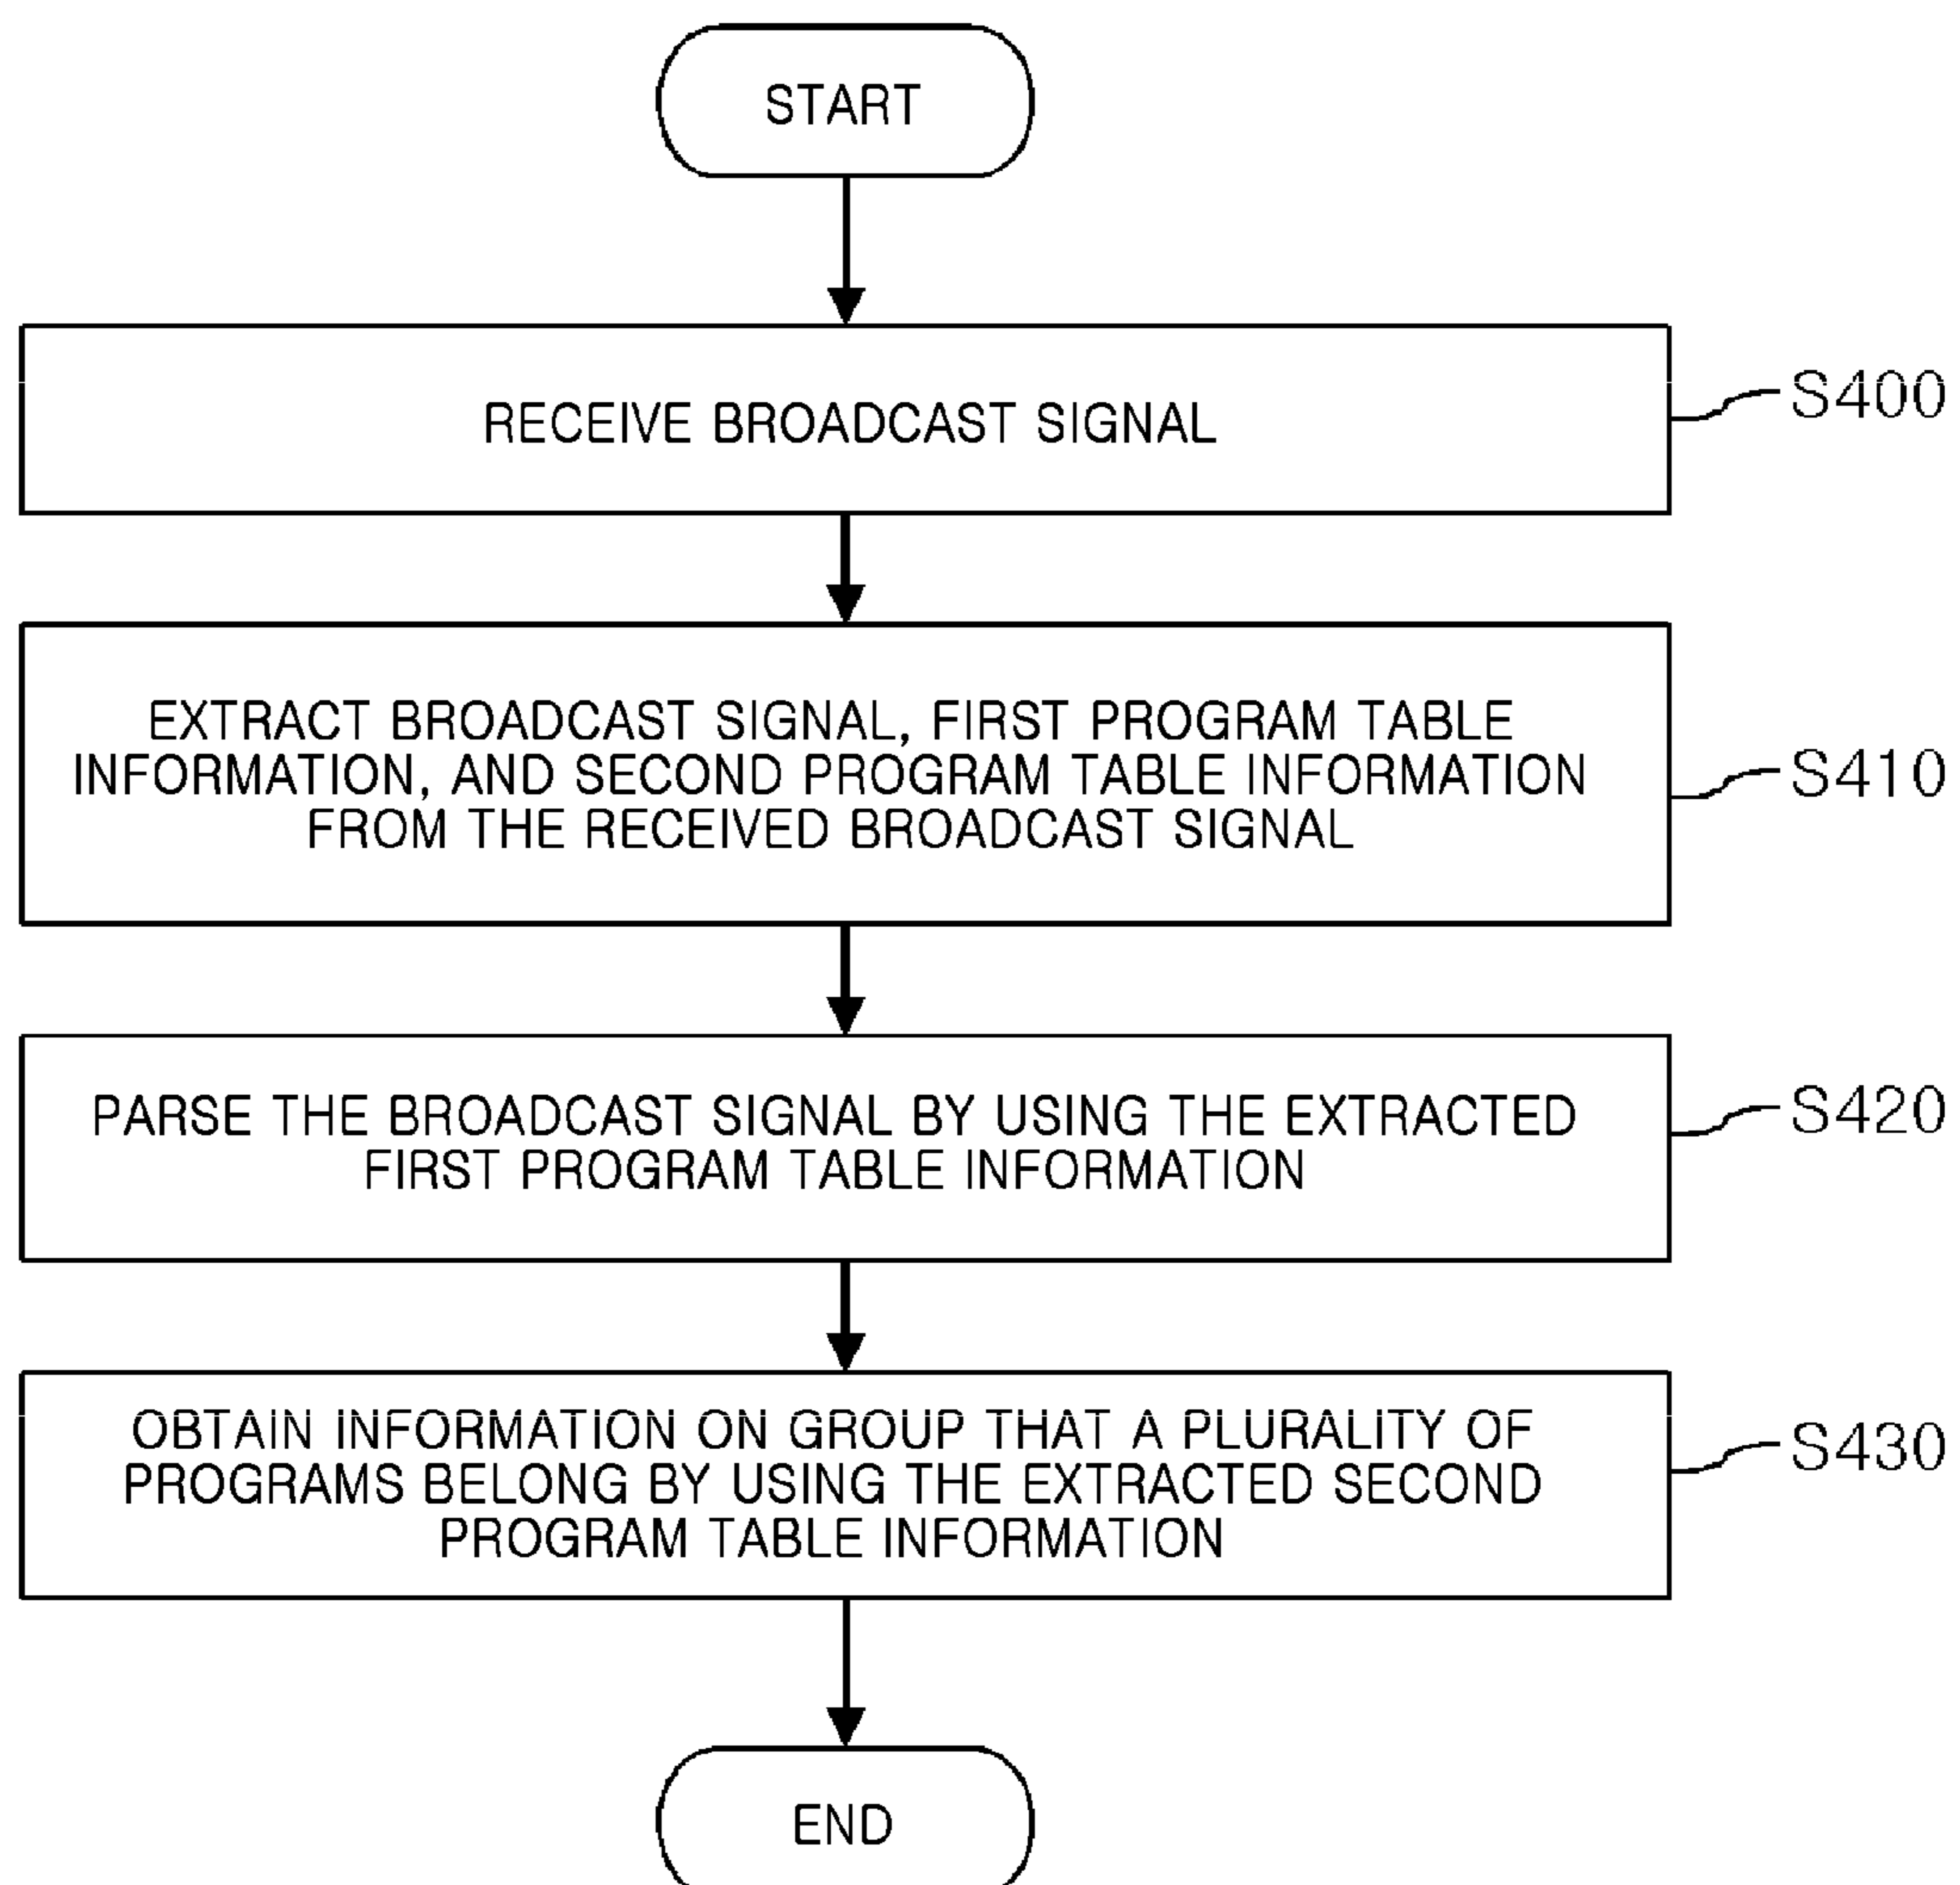 START
RECEIVE BROADCAST SIGNAL
S400
EXTRACT BROADCAST SIGNAL, FIRST PROGRAM TABLE
INFORMATION, AND SECOND PROGRAM TABLE INFORMATION
FROM THE RECEIVED BROADCAST SIGNAL
S410
PARSE THE BROADCAST SIGNAL BY USING THE EXTRACTED
FIRST PROGRAM TABLE INFORMATION
S420
OBTAIN INFORMATION ON GROUP THAT A PLURALITY OF
PROGRAMS BELONG BY USING THE EXTRACTED SECOND
PROGRAM TABLE INFORMATION
S430
END